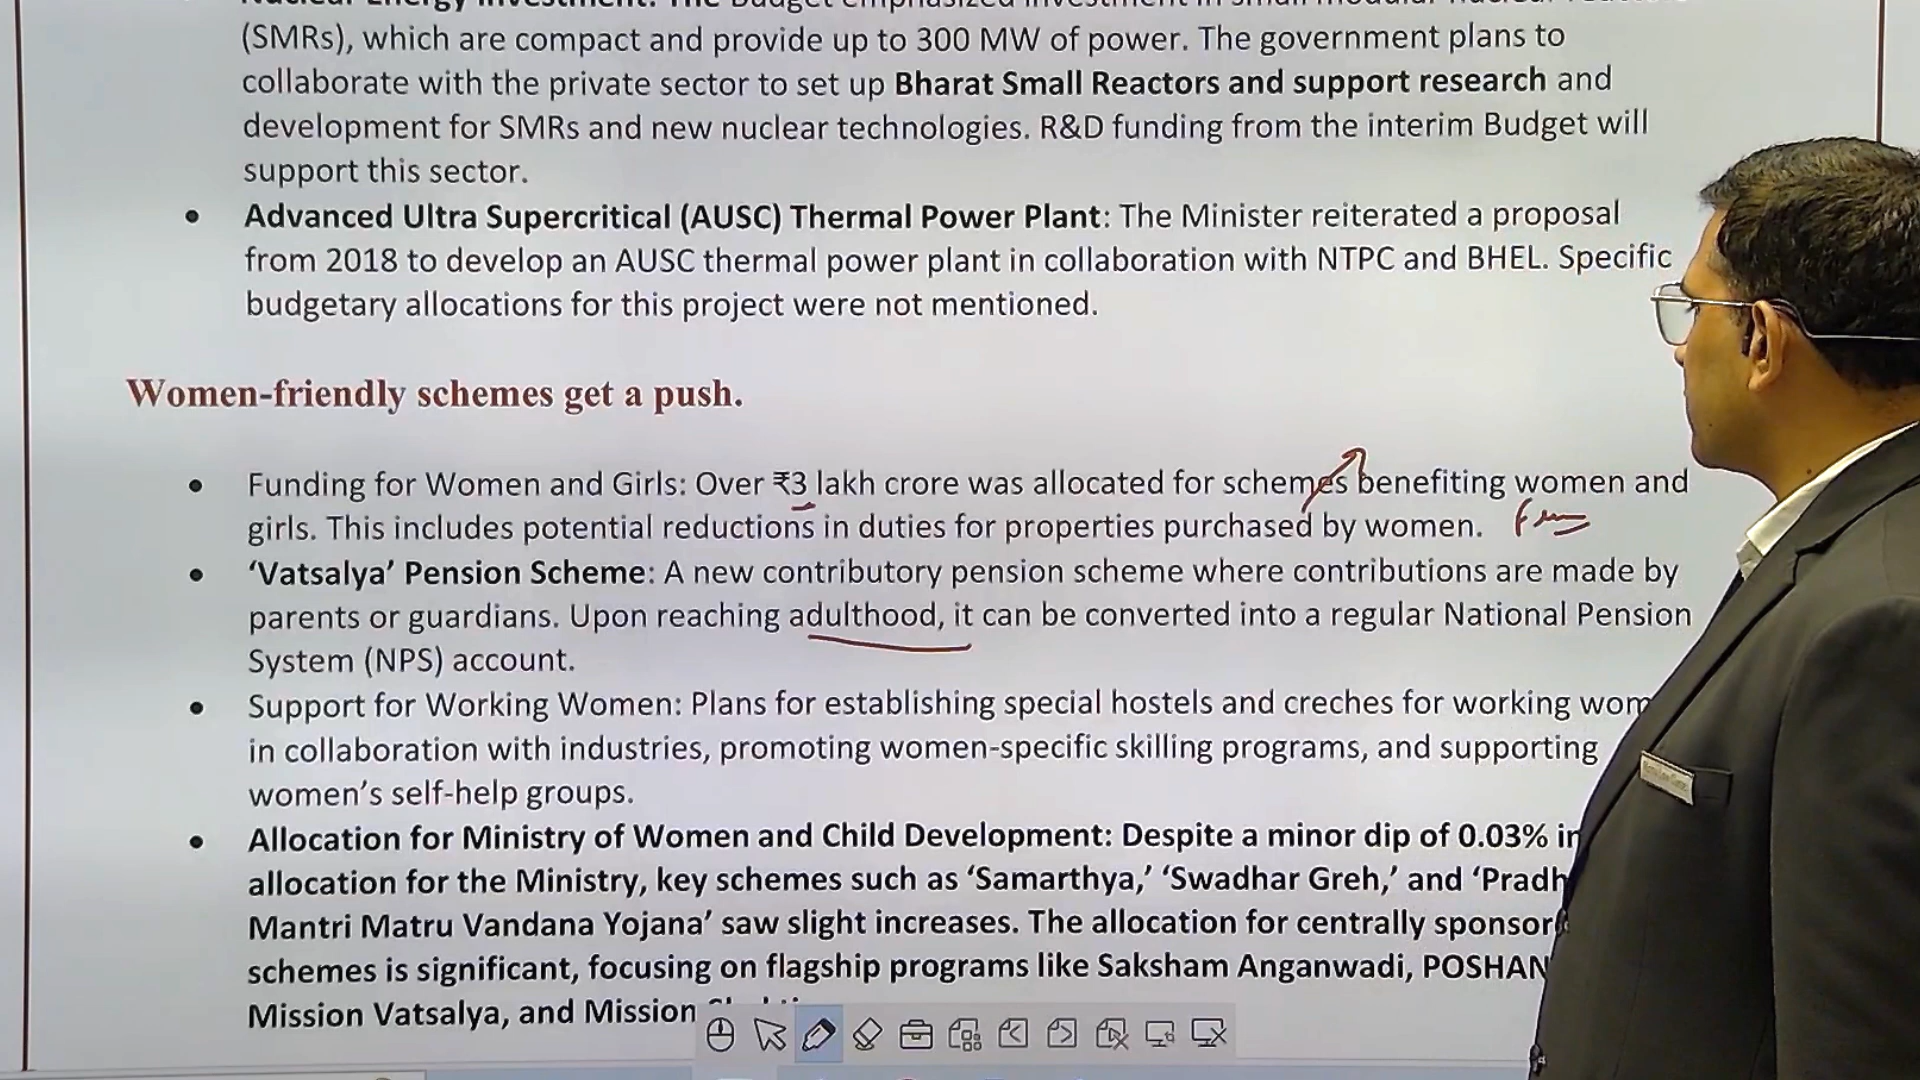 (SMRs), which are compact and provide up to 300 MW of power. The government plans to
collaborate with the private sector to set up Bharat Small Reactors and support research and
development for SMRs and new nuclear technologies. R&D funding from the interim Budget will
support this sector.
• Advanced Ultra Supercritical (AUSC) Thermal Power Plant: The Minister reiterated a proposal
from 2018 to develop an AUSC thermal power plant in collaboration with NTPC and BHEL. Specific
budgetary allocations for this project were not mentioned.
Women-friendly schemes get a push.
• Funding for Women and Girls: Over ₹3 lakh crore was allocated for schemes benefiting women and
girls. This includes potential reductions in duties for properties purchased by women.
• ‘Vatsalya’ Pension Scheme: A new contributory pension scheme where contributions are made by
parents or guardians. Upon reaching adulthood, it can be converted into a regular National Pension
System (NPS) account.
• Support for Working Women: Plans for establishing special hostels and creches for working wom
in collaboration with industries, promoting women-specific skilling programs, and supporting
women’s self-help groups.
• Allocation for Ministry of Women and Child Development: Despite a minor dip of 0.03% in
allocation for the Ministry, key schemes such as ‘Samarthya,’ ‘Swadhar Greh,’ and ‘Pradh
Mantri Matru Vandana Yojana’ saw slight increases. The allocation for centrally sponsor
schemes is significant, focusing on flagship programs like Saksham Anganwadi, POSHAN
Mission Vatsalya, and Mission